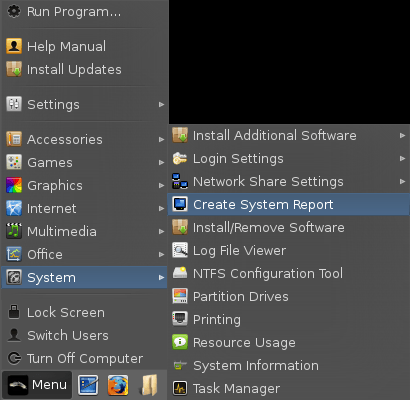 Run Program...
Help Manual
Install Updates
Settings
Accessories
Games
Graphics
Internet
Multimedia
Office
System
Lock Screen
Switch Users
Turn Off Computer
Menu
Install Additional Software
Login Settings
Network Share Settings
Create System Report
Install/Remove Software
Log File Viewer
NTFS Configuration Tool
Partition Drives
Printing
Resource Usage
System Information
Task Manager